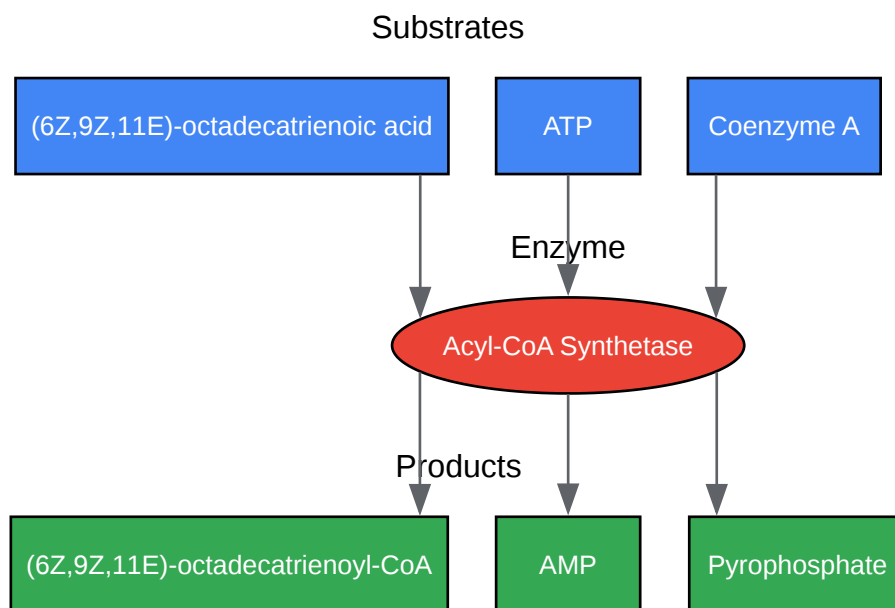 Substrates
(6Z,9Z,11E)-octadecatrienoic acid
ATP
Coenzyme A
Enzyme
Acyl-CoA Synthetase
Products
(6Z,9Z,11E)-octadecatrienoyl-CoA
AMP
Pyrophosphate